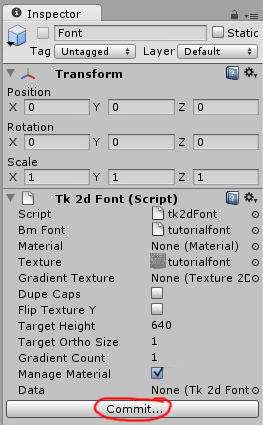 Inspector
Font Static
Tag Untagged Layer Default
Transform
Position
X 0 Y 0 Z 0
Rotation
X 0 Y 0 Z 0
Scale
X 1 Y 1 Z 1
Tk 2d Font (Script)
Script tk2dFont
Bm Font tutorialfont
Material None (Material)
Texture tutorialfont
Gradient Texture None (Texture 2D
Dupe Caps
Flip Texture Y
Target Height 640
Target Ortho Size 1
Gradient Count 1
Manage Material
Data None (Tk 2d Font
Commit...